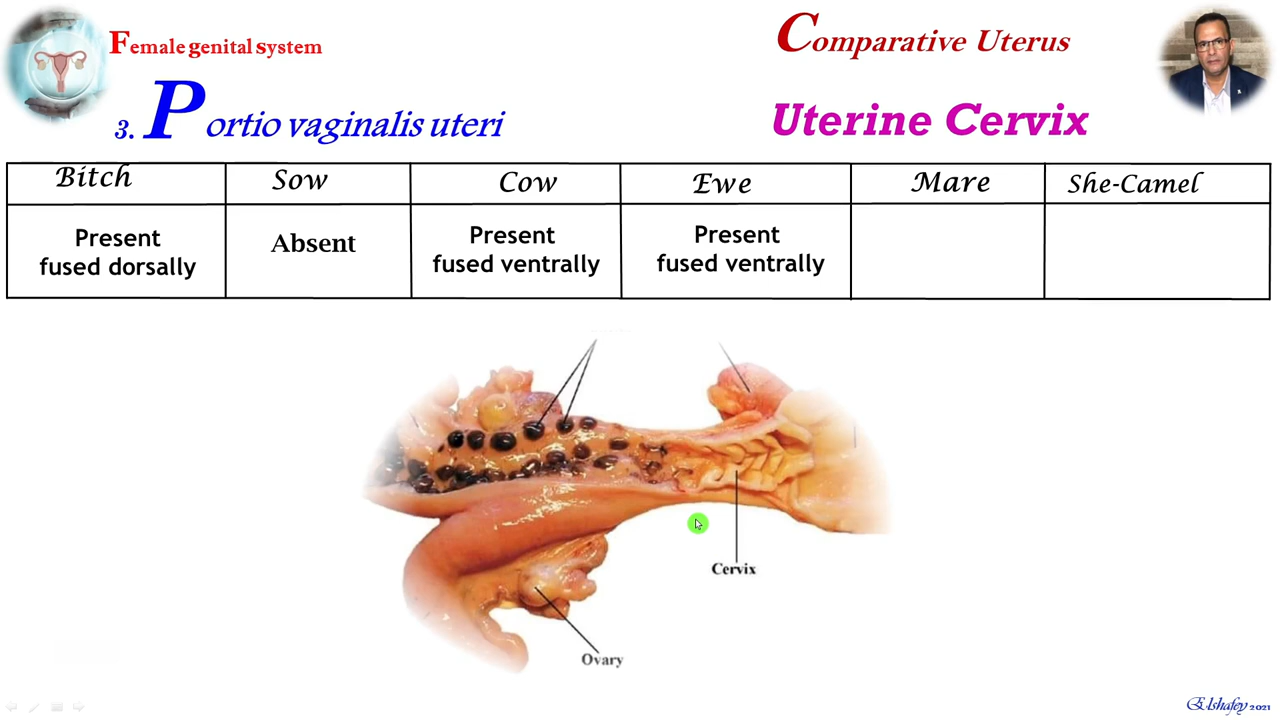 Female genital system
Comparative Uterus
3. Portio vaginalis uteri
Uterine Cervix
Bitch Sow Cow Ewe Mare She-Camel
Present Absent Present Present
fused dorsally fused ventrally fused ventrally
Cervix
Ovary
Elshafey 2021